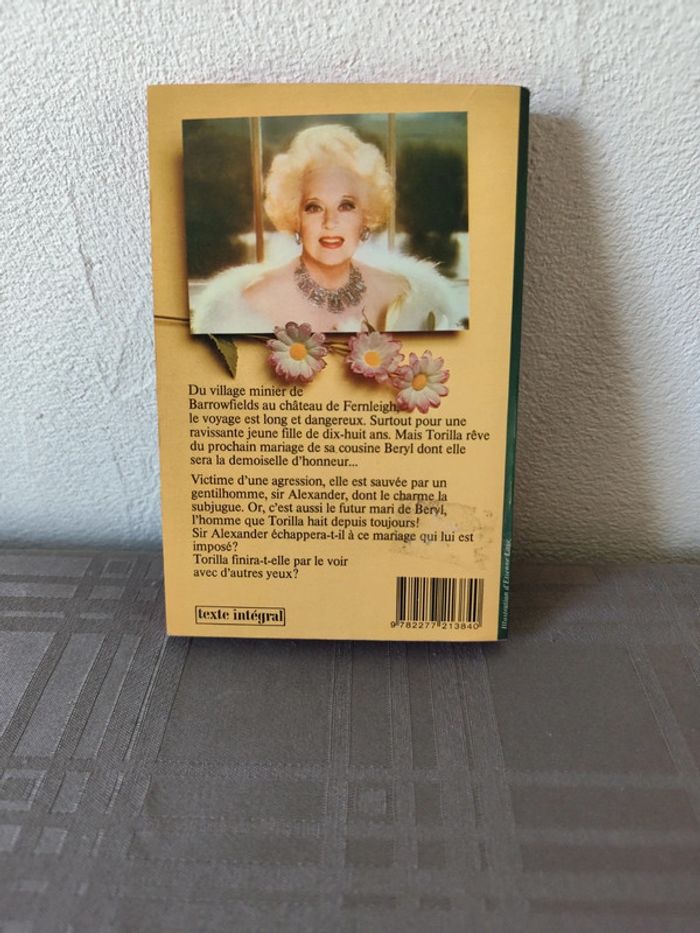 Du village minier de
Barrowfields au château de Fernleigh,
le voyage est long et dangereux. Surtout pour une
ravissante jeune fille de dix-huit ans. Mais Torilla rêve
du prochain mariage de sa cousine Beryl dont elle
sera la demoiselle d'honneur...
Victime d'une agression, elle est sauvée par un
gentilhomme, sir Alexander, dont le charme la
subjugue. Or, c'est aussi le futur mari de Beryl,
l'homme que Torilla hait depuis toujours!
Sir Alexander échappera-t-il à ce mariage qui lui est
imposé?
Torilla finira-t-elle par le voir
avec d'autres yeux?
texte intégral
9 782277 213840
Illustration d'Etienne